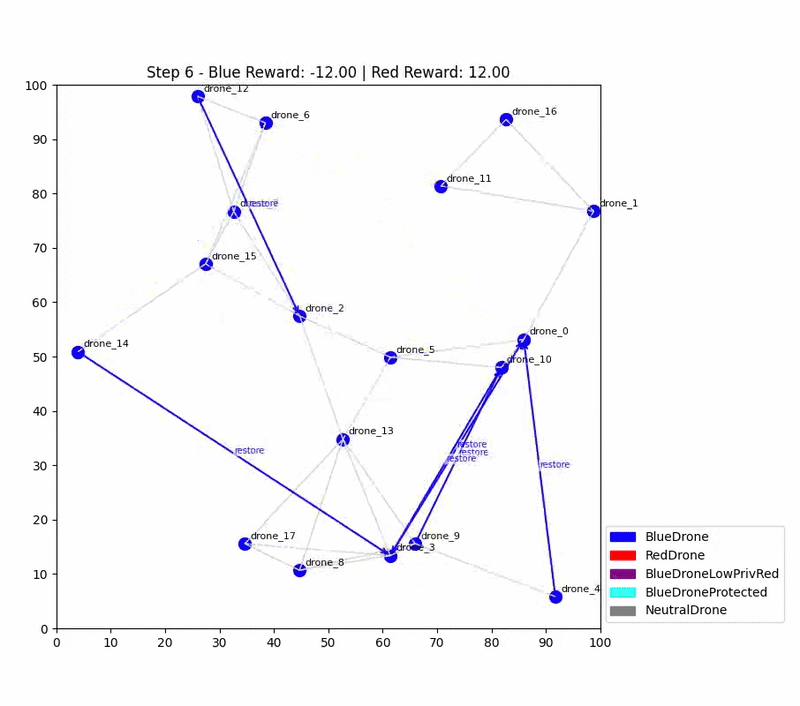 Step 6 - Blue Reward: -12.00 | Red Reward: 12.00
100
90
80
70
60
50
40
30
20
10
0
0
10
20
30
40
50
60
70
80
90
100
drone_12
drone_6
drone_16
drone_11
drone_1
restore
drone_15
drone_2
drone_0
drone_14
drone_5
drone_10
drone_13
restore
restore
restore
restore
restore
drone_17
drone_9
drone_3
drone_8
drone_4
BlueDrone
RedDrone
BlueDroneLowPrivRed
BlueDroneProtected
NeutralDrone